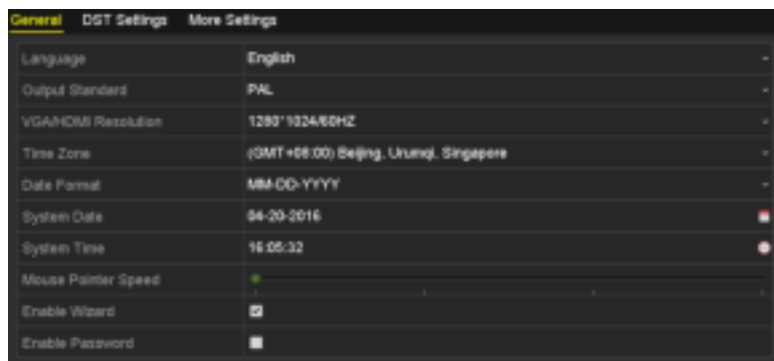 General DST Settings More Settings
Language English
Output Standard PAL
VGA/HDMI Resolution 1280*1024/60HZ
Time Zone (GMT+08:00) Beijing, Urumqi, Singapore
Date Format MM-DD-YYYY
System Date 04-20-2016
System Time 16:05:32
Mouse Pointer Speed
Enable Wizard
Enable Password